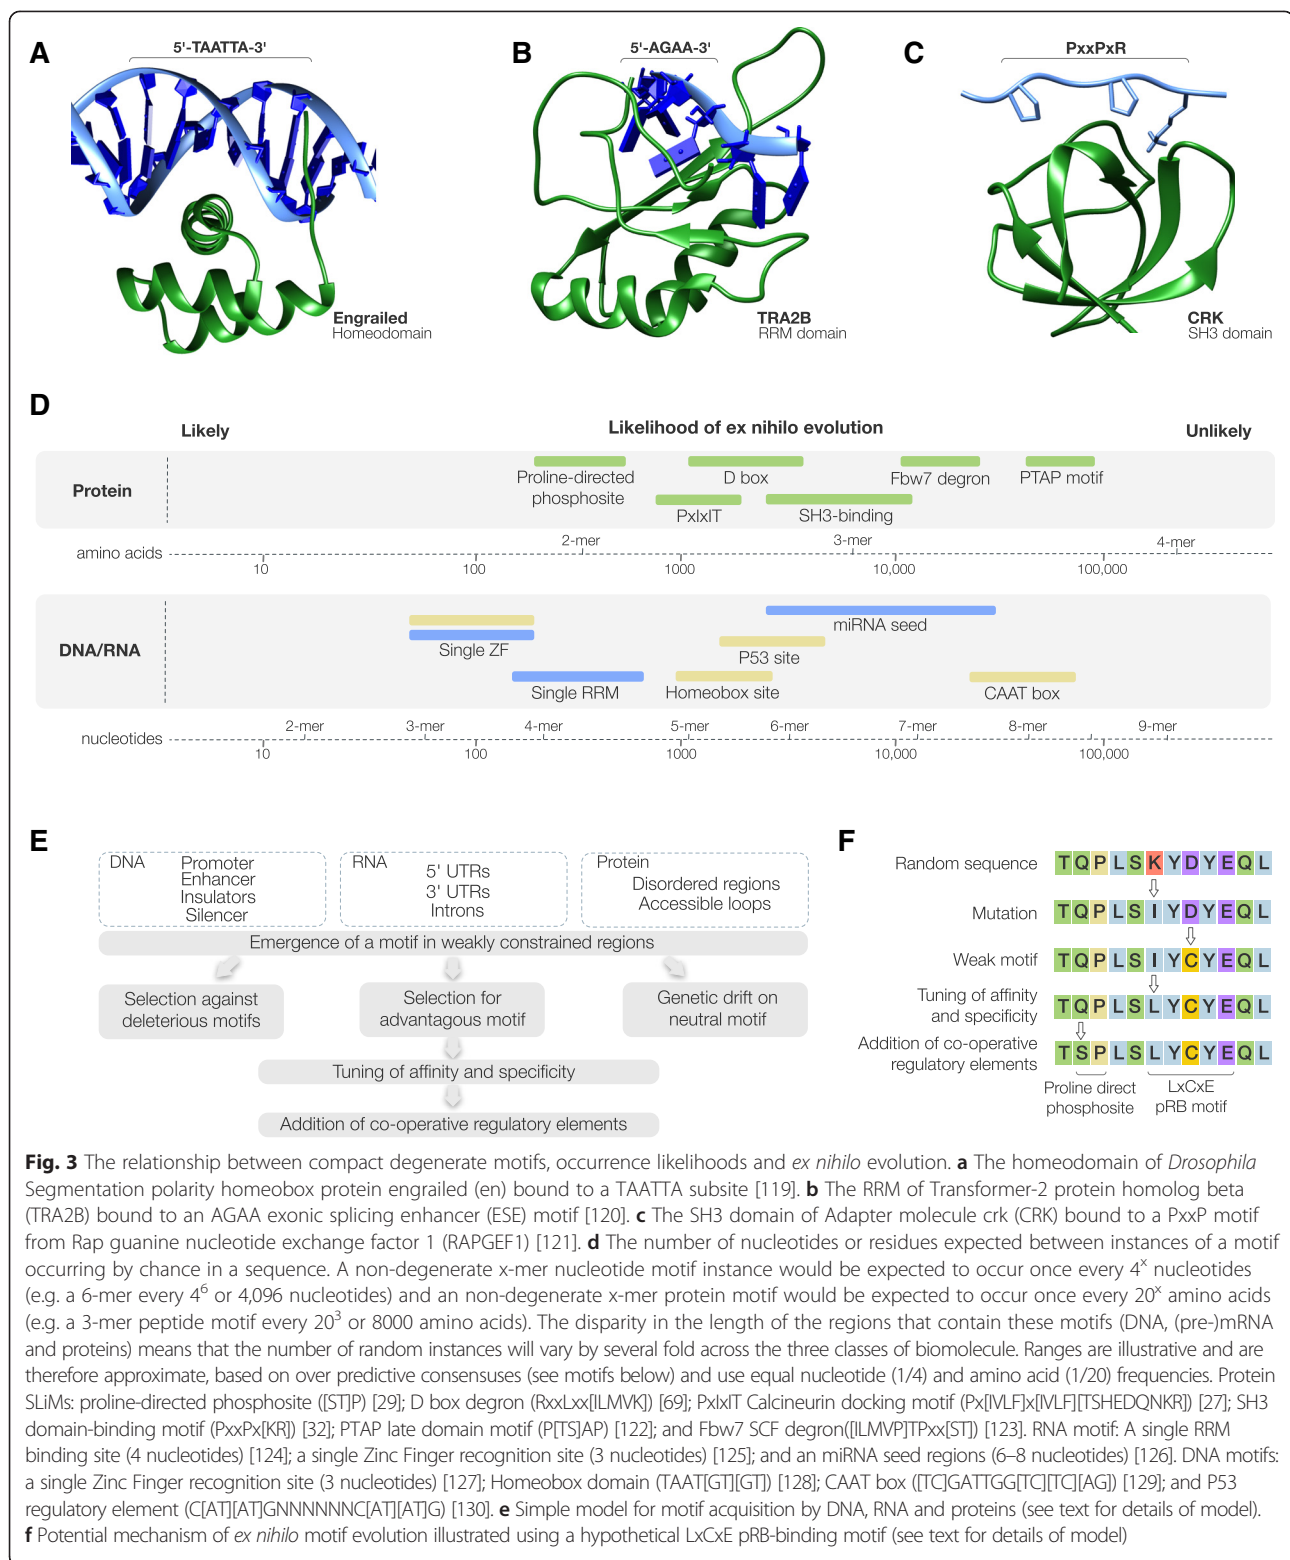 A
5'-TAATTA-3'
Engrailed
Homeodomain
B
5'-AGAA-3'
TRA2B
RRM domain
C
PxxPxR
CRK
SH3 domain
D
Likely
Likelihood of ex nihilo evolution
Unlikely
Protein
Proline-directed
phosphosite
D box
Fbw7 degron
PTAP motif
PxIxIT
SH3-binding
amino acids
2-mer
3-mer
4-mer
10
100
1000
10,000
100,000
DNA/RNA
miRNA seed
Single ZF
P53 site
Single RRM
Homeobox site
CAAT box
nucleotides
2-mer
3-mer
4-mer
5-mer
6-mer
7-mer
8-mer
9-mer
10
100
1000
10,000
100,000
E
DNA
Promoter
Enhancer
Insulators
Silencer
RNA
5' UTRs
3' UTRs
Introns
Protein
Disordered regions
Accessible loops
Emergence of a motif in weakly constrained regions
Selection against
deleterious motifs
Selection for
advantagous motif
Genetic drift on
neutral motif
Tuning of affinity and specificity
Addition of co-operative regulatory elements
F
Random sequence
T Q P L S K Y D Y E Q L
Mutation
T Q P L S I Y D Y E Q L
Weak motif
T Q P L S I Y C Y E Q L
Tuning of affinity
and specificity
T Q P L S L Y C Y E Q L
Addition of co-operative
regulatory elements
T S P L S L Y C Y E Q L
Proline direct
phosphosite
LxCxE
pRB motif
Fig. 3 The relationship between compact degenerate motifs, occurrence likelihoods and ex nihilo evolution. a The homeodomain of Drosophila
Segmentation polarity homeobox protein engrailed (en) bound to a TAATTA subsite [119]. b The RRM of Transformer-2 protein homolog beta
(TRA2B) bound to an AGAA exonic splicing enhancer (ESE) motif [120]. c The SH3 domain of Adapter molecule crk (CRK) bound to a PxxP motif
from Rap guanine nucleotide exchange factor 1 (RAPGEF1) [121]. d The number of nucleotides or residues expected between instances of a motif
occurring by chance in a sequence. A non-degenerate x-mer nucleotide motif instance would be expected to occur once every 4ˣ nucleotides
(e.g. a 6-mer every 4⁶ or 4,096 nucleotides) and an non-degenerate x-mer protein motif would be expected to occur once every 20ˣ amino acids
(e.g. a 3-mer peptide motif every 20³ or 8000 amino acids). The disparity in the length of the regions that contain these motifs (DNA, (pre-)mRNA
and proteins) means that the number of random instances will vary by several fold across the three classes of biomolecule. Ranges are illustrative and are
therefore approximate, based on over predictive consensuses (see motifs below) and use equal nucleotide (1/4) and amino acid (1/20) frequencies. Protein
SLiMs: proline-directed phosphosite ([ST]P) [29]; D box degron (RxxLxx[ILMVK]) [69]; PxIxIT Calcineurin docking motif (Px[IVLF]x[IVLF][TSHEDQNKR]) [27]; SH3
domain-binding motif (PxxPx[KR]) [32]; PTAP late domain motif (P[TS]AP) [122]; and Fbw7 SCF degron([ILMVP]TPxx[ST]) [123]. RNA motif: A single RRM
binding site (4 nucleotides) [124]; a single Zinc Finger recognition site (3 nucleotides) [125]; and an miRNA seed regions (6–8 nucleotides) [126]. DNA motifs:
a single Zinc Finger recognition site (3 nucleotides) [127]; Homeobox domain (TAAT[GT][GT]) [128]; CAAT box ([TC]GATTGG[TC][TC][AG]) [129]; and P53
regulatory element (C[AT][AT]GNNNNNNC[AT][AT]G) [130]. e Simple model for motif acquisition by DNA, RNA and proteins (see text for details of model).
f Potential mechanism of ex nihilo motif evolution illustrated using a hypothetical LxCxE pRB-binding motif (see text for details of model)